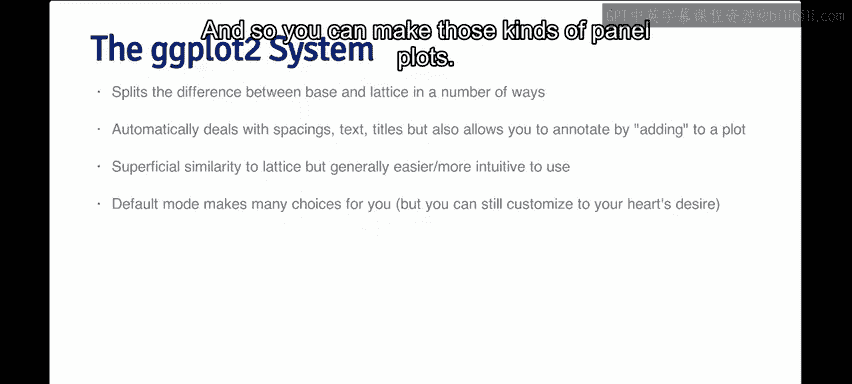 And so you can make those kinds of panel
plots.
The ggplot2 System
· Splits the difference between base and lattice in a number of ways
· Automatically deals with spacings, text, titles but also allows you to annotate by "adding" to a plot
· Superficial similarity to lattice but generally easier/more intuitive to use
· Default mode makes many choices for you (but you can still customize to your heart's desire)